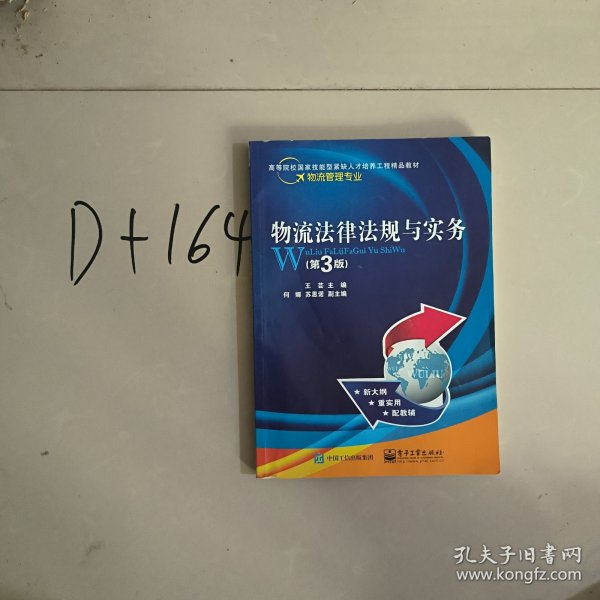 D+164
高等院校国家技能型紧缺人才培养工程精品教材
物流管理专业
物流法律法规与实务
WuLiu FaLüFaGui Yu ShiWu
(第3版)
王芸 主 编
何娜 苏恩诺 副主编
WULIU
★新大纲
★重实用
★配教辅
中国工信出版集团
电子工业出版社
孔夫子旧书网
www.kongfz.com